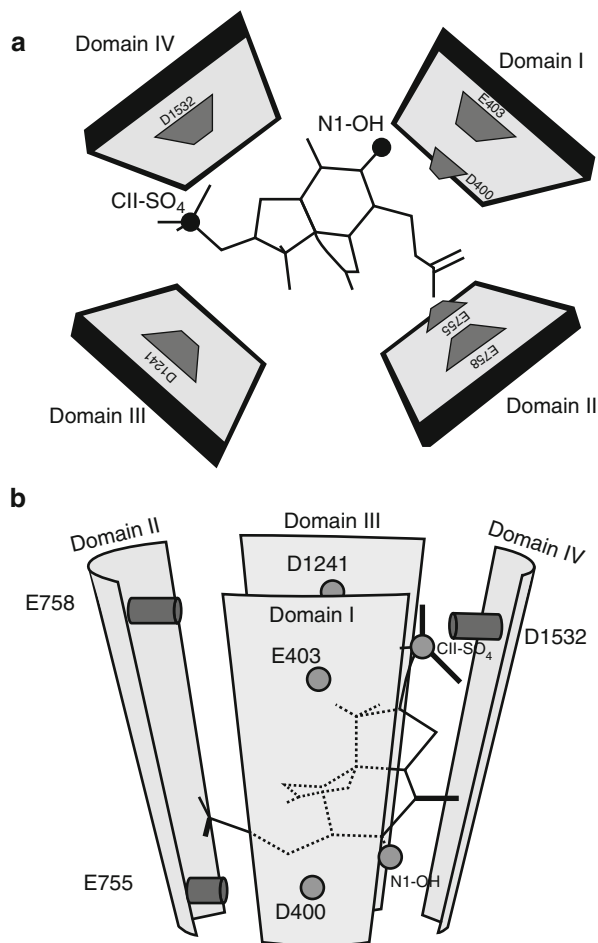 a
Domain IV
Domain I
D1532
E403
N1-OH
D400
CII-SO4
E755
E758
D1241
Domain III
Domain II
b
Domain II
Domain III
Domain IV
D1241
E758
Domain I
D1532
CII-SO4
E403
E755
N1-OH
D400